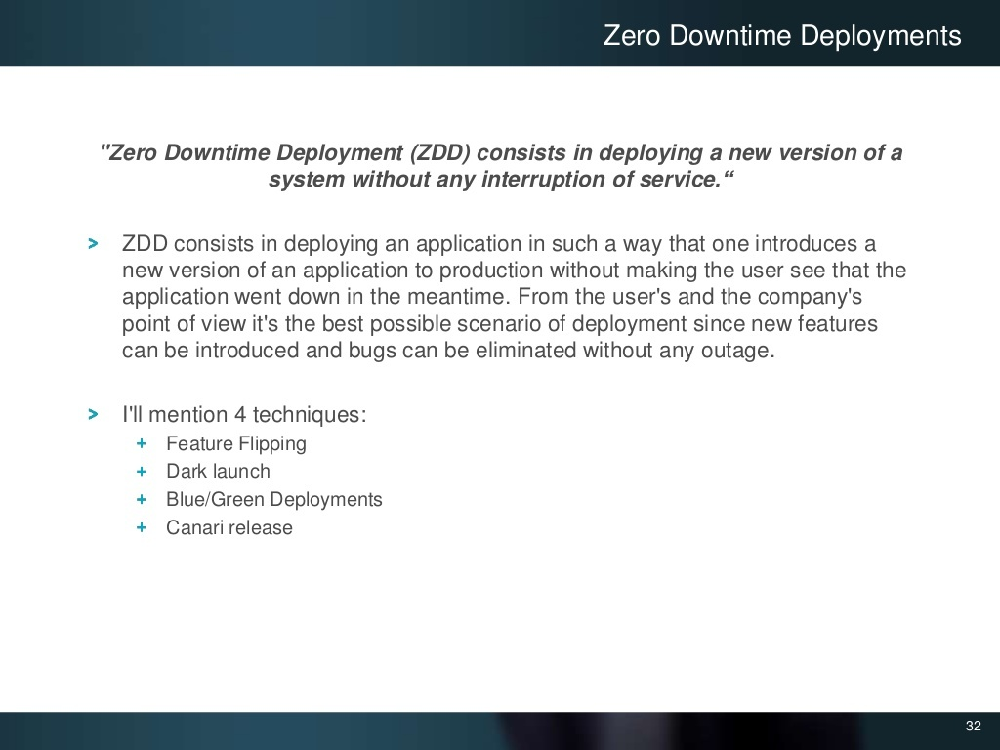 Zero Downtime Deployments
"Zero Downtime Deployment (ZDD) consists in deploying a new version of a
system without any interruption of service.“
> ZDD consists in deploying an application in such a way that one introduces a
new version of an application to production without making the user see that the
application went down in the meantime. From the user's and the company's
point of view it's the best possible scenario of deployment since new features
can be introduced and bugs can be eliminated without any outage.
> I'll mention 4 techniques:
+ Feature Flipping
+ Dark launch
+ Blue/Green Deployments
+ Canari release
32